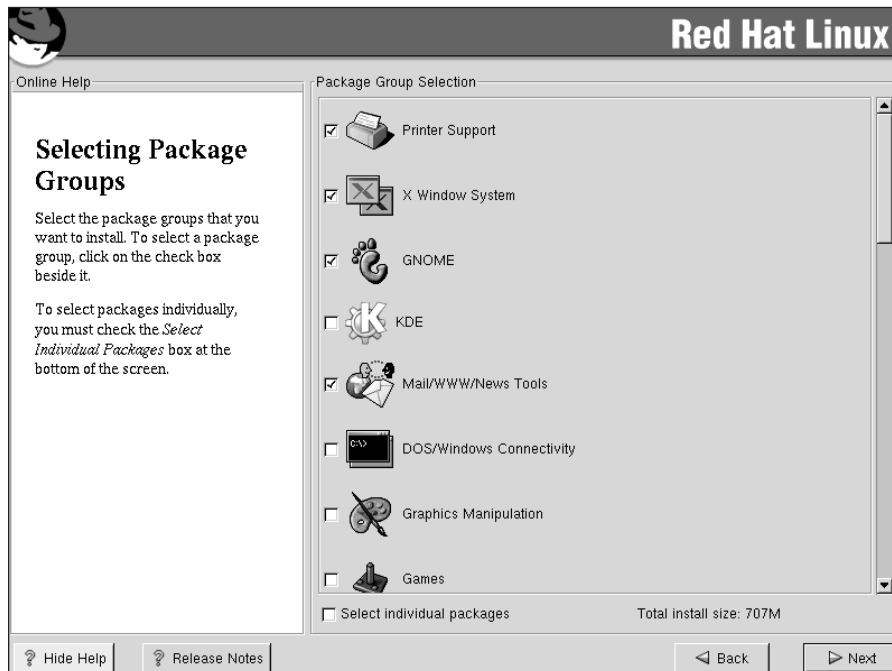 Red Hat Linux
Online Help
Selecting Package
Groups
Select the package groups that you
want to install. To select a package
group, click on the check box
beside it.
To select packages individually,
you must check the Select
Individual Packages box at the
bottom of the screen.
Package Group Selection
Printer Support
X Window System
GNOME
KDE
Mail/WWW/News Tools
C:\>
DOS/Windows Connectivity
Graphics Manipulation
Games
Select individual packages
Total install size: 707M
? Hide Help
? Release Notes
Back
Next